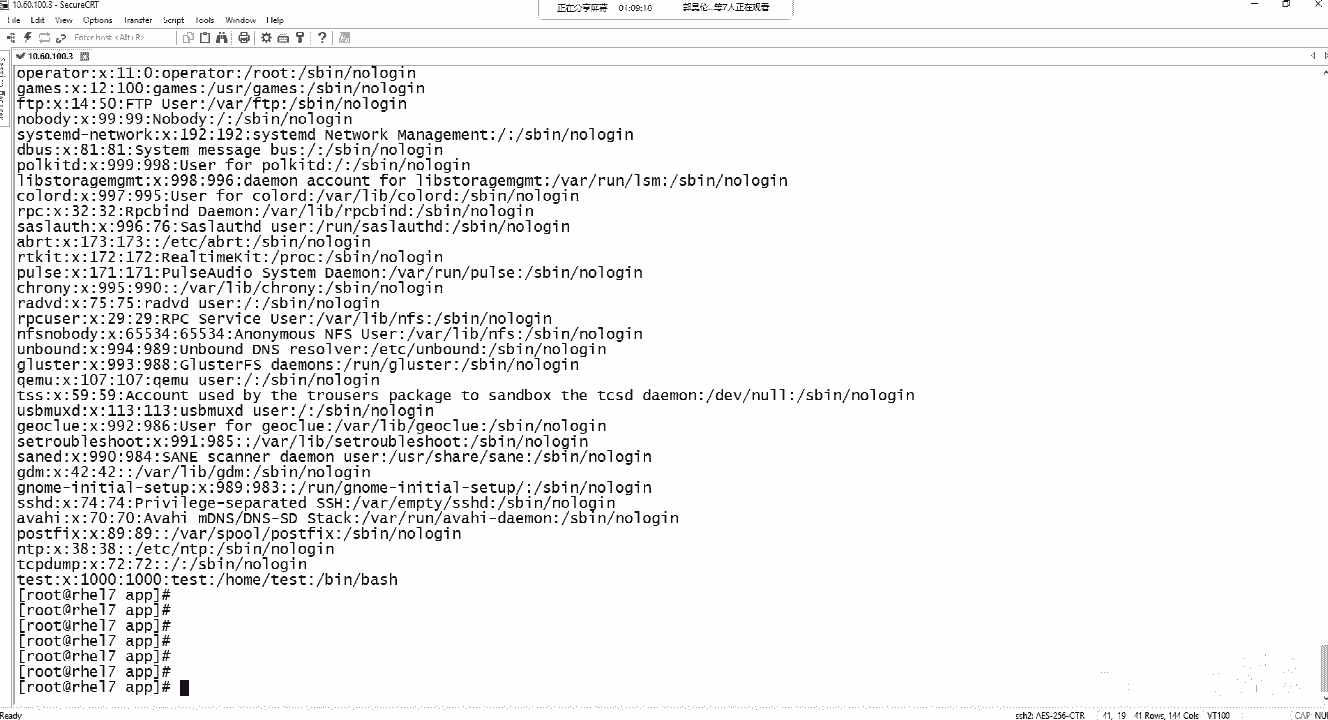 10.60.100.3 - SecureCRT
正在分享屏幕 01:09:10 等7人正在观看
File Edit View Options Transfer Script Tools Window Help
Enter host <Alt+R>
10.60.100.3
operator:x:11:0:operator:/root:/sbin/nologin
games:x:12:100:games:/usr/games:/sbin/nologin
ftp:x:14:50:FTP User:/var/ftp:/sbin/nologin
nobody:x:99:99:Nobody:/:/sbin/nologin
systemd-network:x:192:192:systemd Network Management:/:/sbin/nologin
dbus:x:81:81:System message bus:/:/sbin/nologin
polkitd:x:999:998:User for polkitd:/:/sbin/nologin
libstoragemgmt:x:998:996:daemon account for libstoragemgmt:/var/run/lsm:/sbin/nologin
colord:x:997:995:User for colord:/var/lib/colord:/sbin/nologin
rpc:x:32:32:Rpcbind Daemon:/var/lib/rpcbind:/sbin/nologin
saslauth:x:996:76:Saslauthd user:/run/saslauthd:/sbin/nologin
abrt:x:173:173::/etc/abrt:/sbin/nologin
rtkit:x:172:172:RealtimeKit:/proc:/sbin/nologin
pulse:x:171:171:PulseAudio System Daemon:/var/run/pulse:/sbin/nologin
chrony:x:995:990::/var/lib/chrony:/sbin/nologin
radvd:x:75:75:radvd user:/:/sbin/nologin
rpcuser:x:29:29:RPC Service User:/var/lib/nfs:/sbin/nologin
nfsnobody:x:65534:65534:Anonymous NFS User:/var/lib/nfs:/sbin/nologin
unbound:x:994:989:Unbound DNS resolver:/etc/unbound:/sbin/nologin
gluster:x:993:988:GlusterFS daemons:/run/gluster:/sbin/nologin
qemu:x:107:107:qemu user:/:/sbin/nologin
tss:x:59:59:Account used by the trousers package to sandbox the tcsd daemon:/dev/null:/sbin/nologin
usbmuxd:x:113:113:usbmuxd user:/:/sbin/nologin
geoclue:x:992:986:User for geoclue:/var/lib/geoclue:/sbin/nologin
setroubleshoot:x:991:985::/var/lib/setroubleshoot:/sbin/nologin
saned:x:990:984:SANE scanner daemon user:/usr/share/sane:/sbin/nologin
gdm:x:42:42::/var/lib/gdm:/sbin/nologin
gnome-initial-setup:x:989:983::/run/gnome-initial-setup/:/sbin/nologin
sshd:x:74:74:Privilege-separated SSH:/var/empty/sshd:/sbin/nologin
avahi:x:70:70:Avahi mDNS/DNS-SD Stack:/var/run/avahi-daemon:/sbin/nologin
postfix:x:89:89::/var/spool/postfix:/sbin/nologin
ntp:x:38:38::/etc/ntp:/sbin/nologin
tcpdump:x:72:72::/:/sbin/nologin
test:x:1000:1000:test:/home/test:/bin/bash
[root@rhel7 app]#
[root@rhel7 app]#
[root@rhel7 app]#
[root@rhel7 app]#
[root@rhel7 app]#
[root@rhel7 app]#
[root@rhel7 app]#
Ready ssh2: AES-256-CTR 41, 19 41 Rows, 144 Cols VT100 CAP NUM